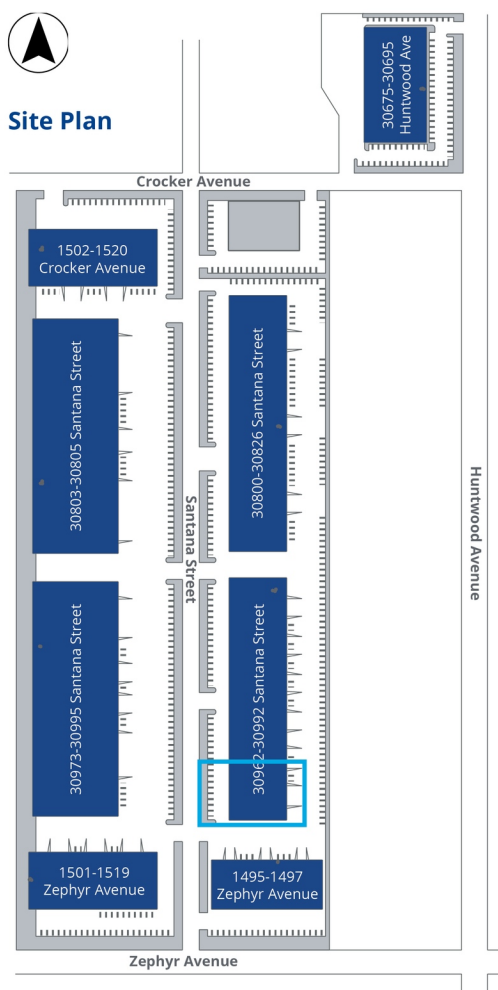 Site Plan
30675-30695
Huntwood Ave
Crocker Avenue
1502-1520
Crocker Avenue
30803-30805 Santana Street
30800-30826 Santana Street
Santana Street
Huntwood Avenue
30973-30995 Santana Street
30962-30992 Santana Street
1501-1519
Zephyr Avenue
1495-1497
Zephyr Avenue
Zephyr Avenue